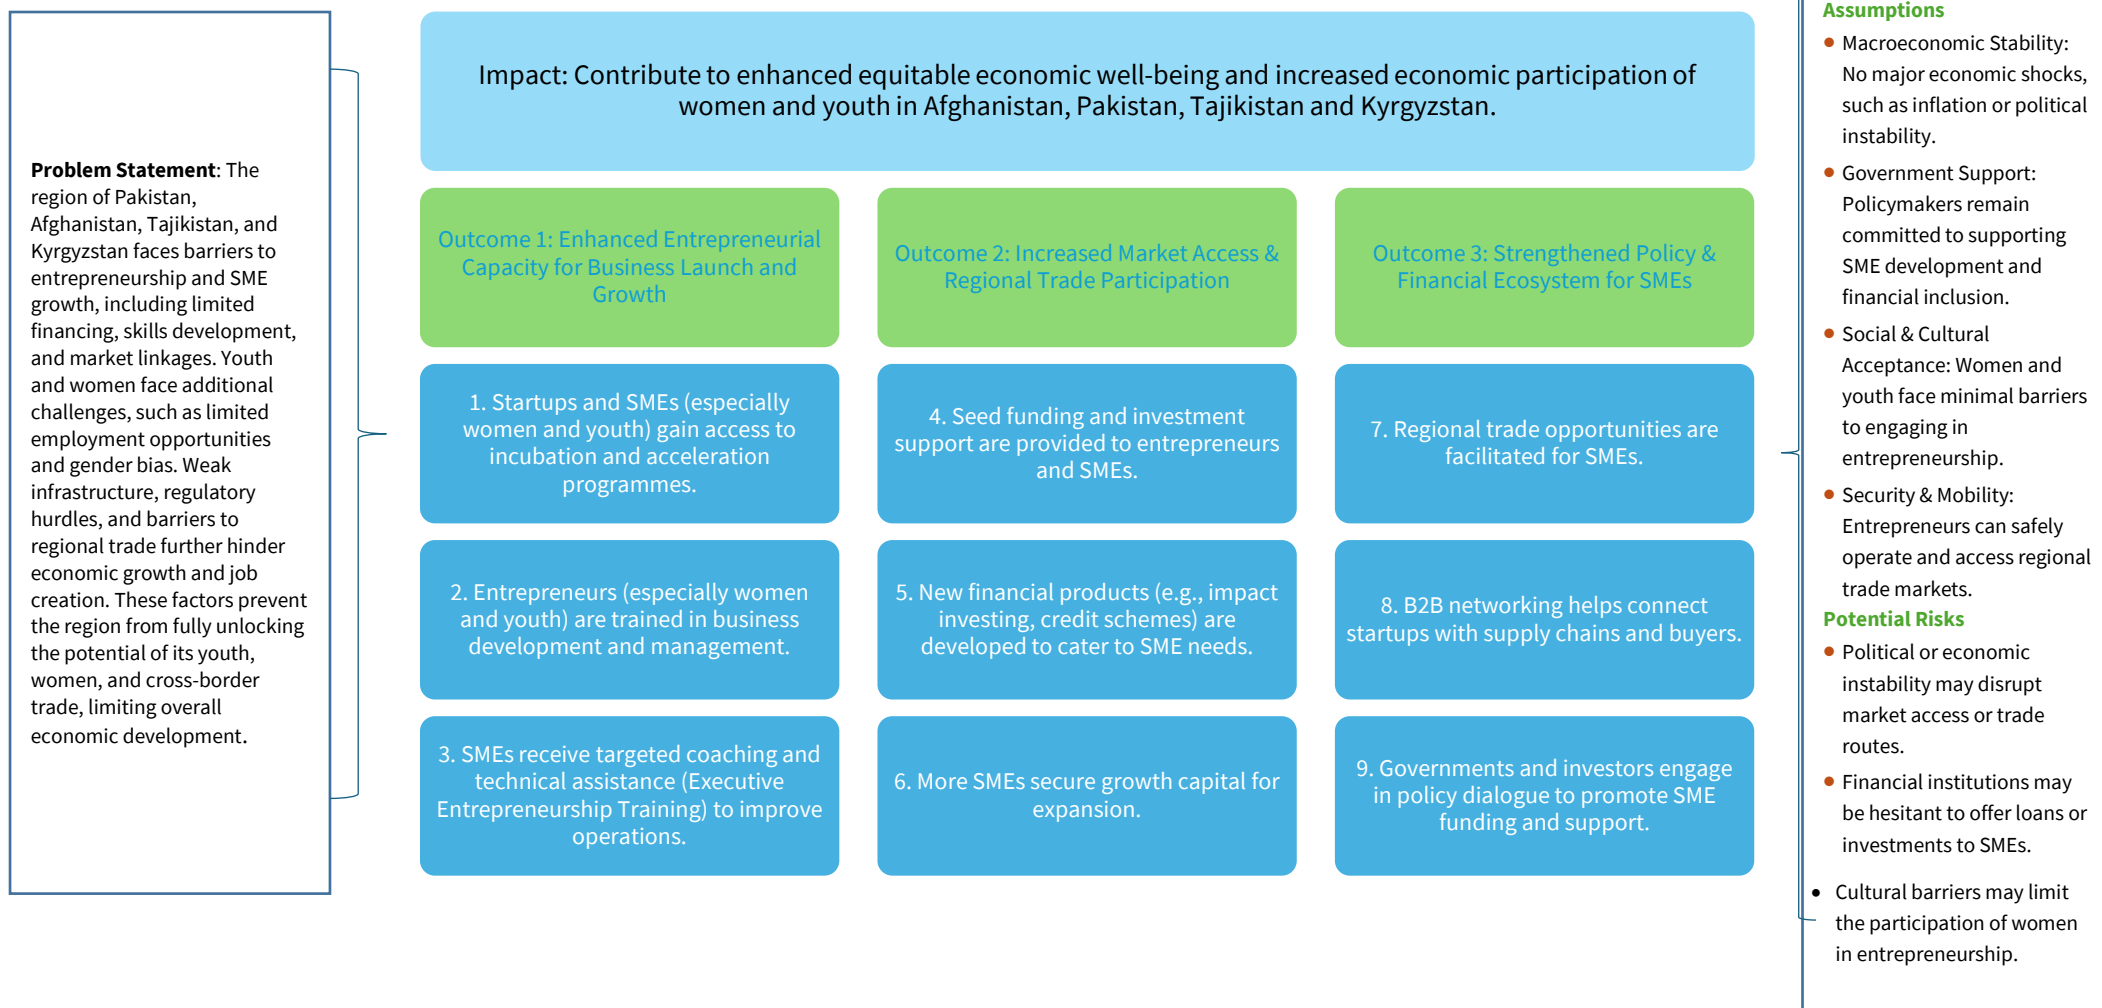 Problem Statement: The
region of Pakistan,
Afghanistan, Tajikistan, and
Kyrgyzstan faces barriers to
entrepreneurship and SME
growth, including limited
financing, skills development,
and market linkages. Youth
and women face additional
challenges, such as limited
employment opportunities
and gender bias. Weak
infrastructure, regulatory
hurdles, and barriers to
regional trade further hinder
economic growth and job
creation. These factors prevent
the region from fully unlocking
the potential of its youth,
women, and cross-border
trade, limiting overall
economic development.
Impact: Contribute to enhanced equitable economic well-being and increased economic participation of
women and youth in Afghanistan, Pakistan, Tajikistan and Kyrgyzstan.
Outcome 1: Enhanced Entrepreneurial
Capacity for Business Launch and
Growth
1. Startups and SMEs (especially
women and youth) gain access to
incubation and acceleration
programmes.
2. Entrepreneurs (especially women
and youth) are trained in business
development and management.
3. SMEs receive targeted coaching and
technical assistance (Executive
Entrepreneurship Training) to improve
operations.
Outcome 2: Increased Market Access &
Regional Trade Participation
4. Seed funding and investment
support are provided to entrepreneurs
and SMEs.
5. New financial products (e.g., impact
investing, credit schemes) are
developed to cater to SME needs.
6. More SMEs secure growth capital for
expansion.
Outcome 3: Strengthened Policy &
Financial Ecosystem for SMEs
7. Regional trade opportunities are
facilitated for SMEs.
8. B2B networking helps connect
startups with supply chains and buyers.
9. Governments and investors engage
in policy dialogue to promote SME
funding and support.
Assumptions
• Macroeconomic Stability:
No major economic shocks,
such as inflation or political
instability.
• Government Support:
Policymakers remain
committed to supporting
SME development and
financial inclusion.
• Social & Cultural
Acceptance: Women and
youth face minimal barriers
to engaging in
entrepreneurship.
• Security & Mobility:
Entrepreneurs can safely
operate and access regional
trade markets.
Potential Risks
• Political or economic
instability may disrupt
market access or trade
routes.
• Financial institutions may
be hesitant to offer loans or
investments to SMEs.
• Cultural barriers may limit
the participation of women
in entrepreneurship.